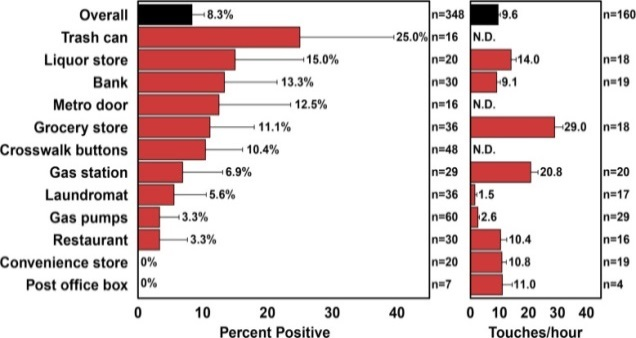 Overall 8.3% n=348 9.6 n=160
Trash can 25.0% n=16 N.D.
Liquor store 15.0% n=20 14.0 n=18
Bank 13.3% n=30 9.1 n=19
Metro door 12.5% n=16 N.D.
Grocery store 11.1% n=36 29.0 n=18
Crosswalk buttons 10.4% n=48 N.D.
Gas station 6.9% n=29 20.8 n=20
Laundromat 5.6% n=36 1.5 n=17
Gas pumps 3.3% n=60 2.6 n=29
Restaurant 3.3% n=30 10.4 n=16
Convenience store 0% n=20 10.8 n=19
Post office box 0% n=7 11.0 n=4
0 10 20 30 40 0 10 20 30 40
Percent Positive Touches/hour